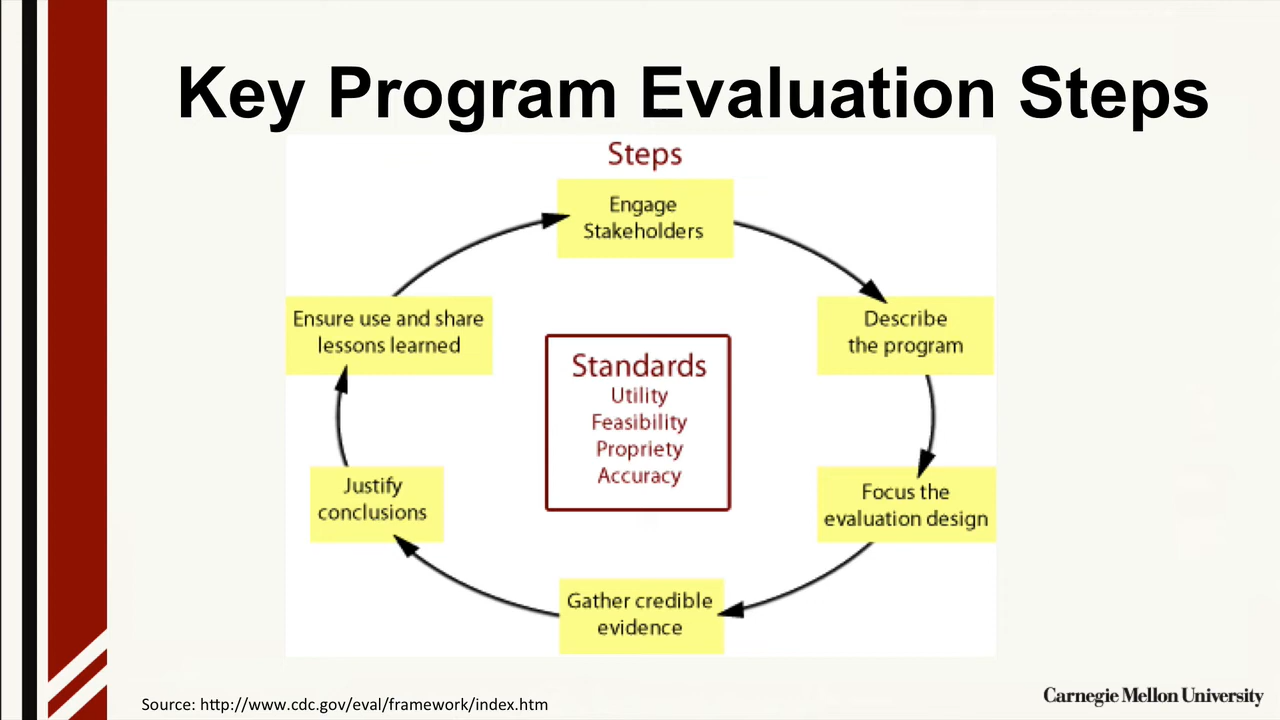 Key Program Evaluation Steps
Steps
Engage
Stakeholders
Describe
the program
Focus the
evaluation design
Gather credible
evidence
Justify
conclusions
Ensure use and share
lessons learned
Standards
Utility
Feasibility
Propriety
Accuracy
Source: http://www.cdc.gov/eval/framework/index.htm
Carnegie Mellon University